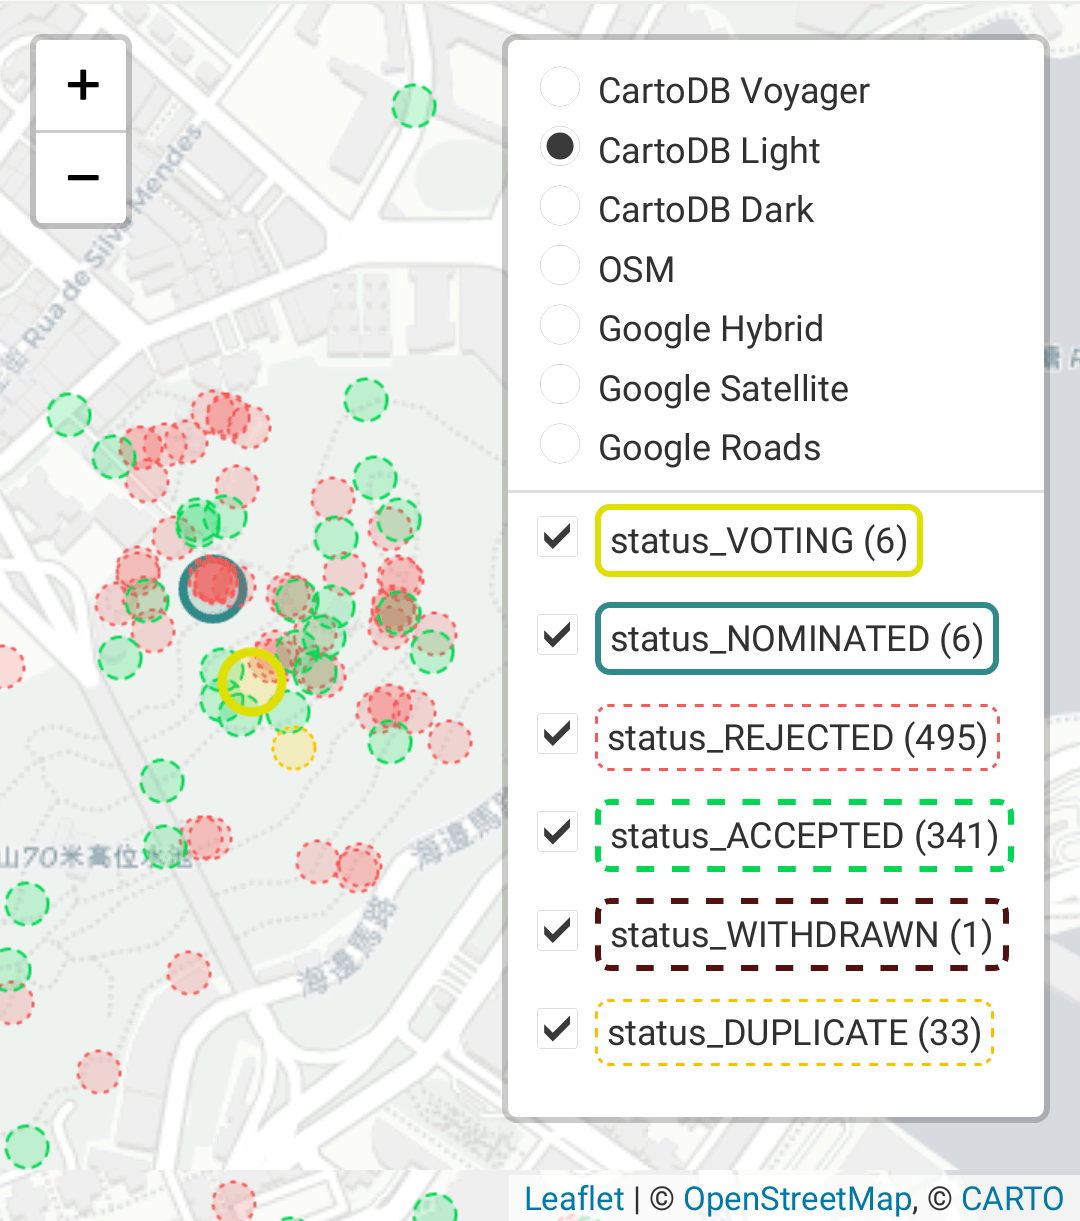 +
−
Rua de Silva Mendes
CartoDB Voyager
CartoDB Light
CartoDB Dark
OSM
Google Hybrid
Google Satellite
Google Roads
status_VOTING (6)
status_NOMINATED (6)
status_REJECTED (495)
status_ACCEPTED (341)
status_WITHDRAWN (1)
status_DUPLICATE (33)
山70米高位水池
海邊馬
海邊馬路
Leaflet | © OpenStreetMap, © CARTO